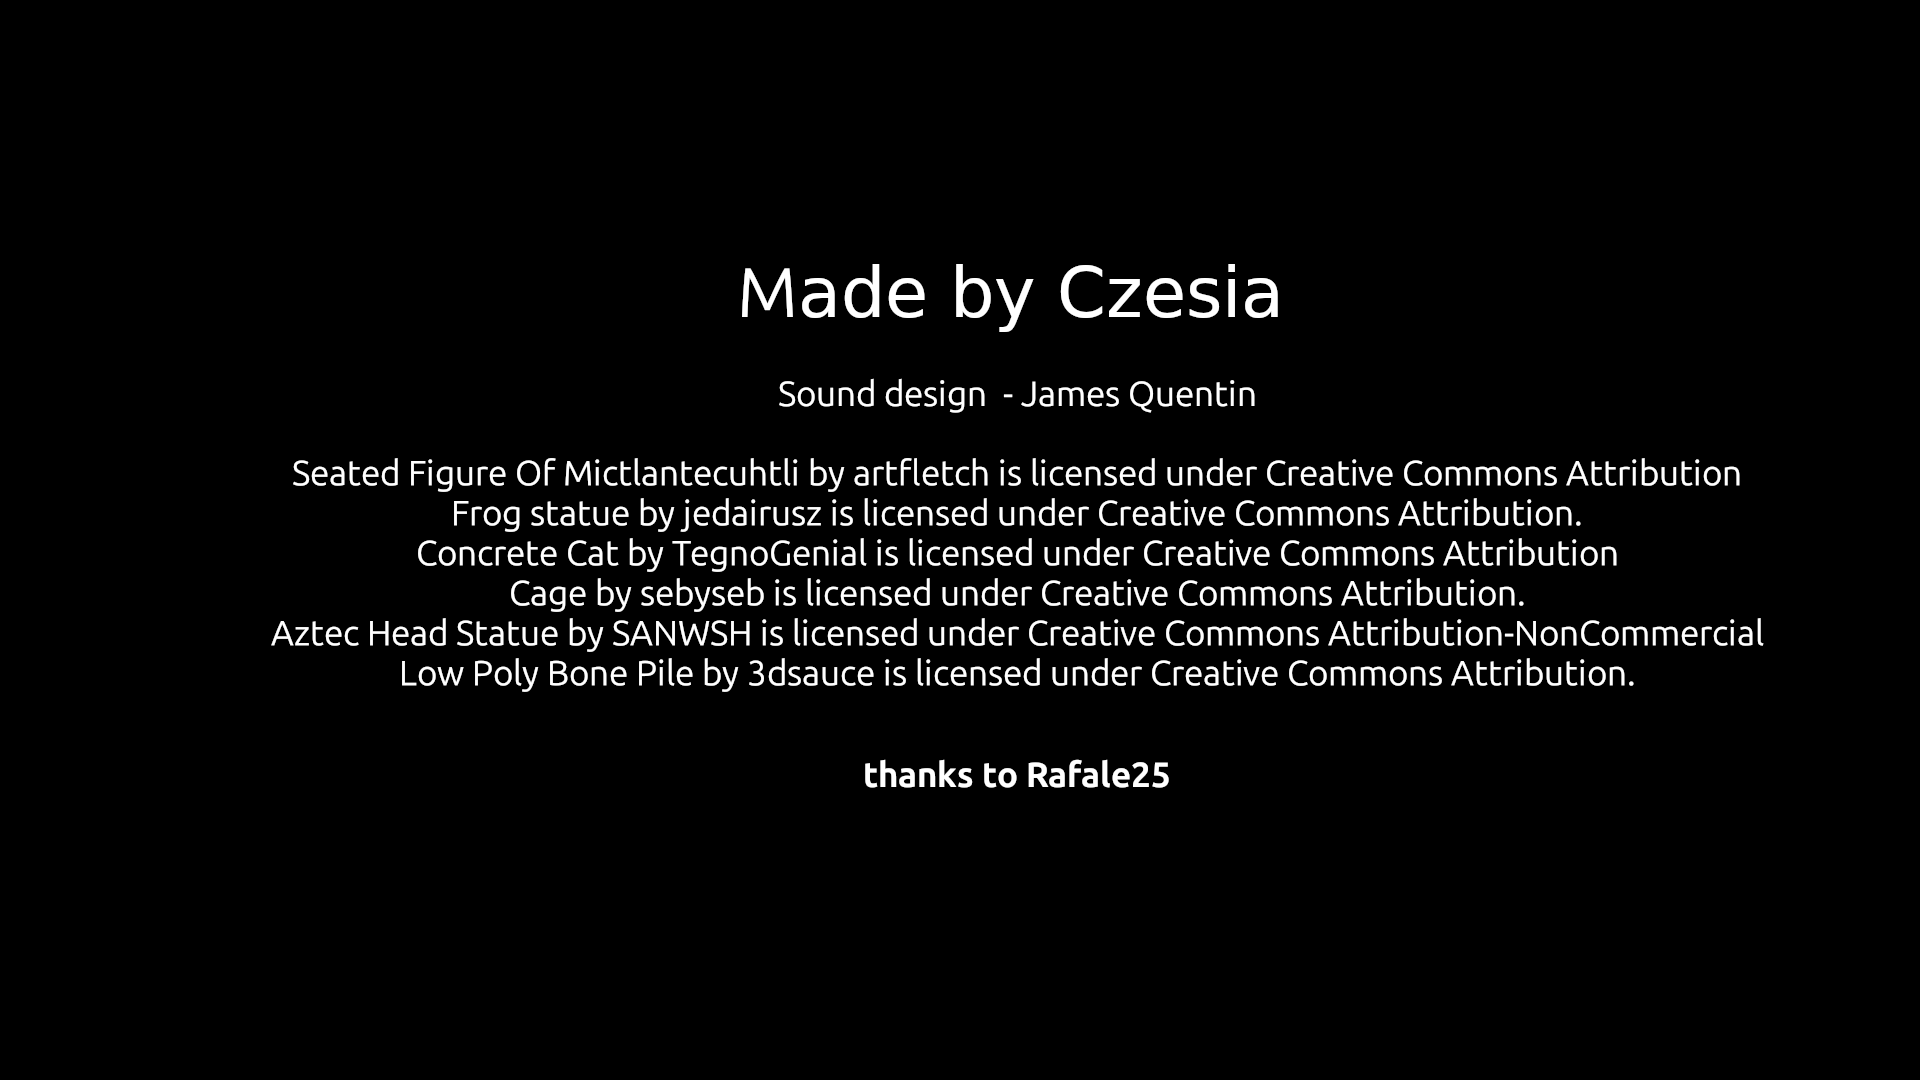 Made by Czesia
Sound design  - James Quentin
Seated Figure Of Mictlantecuhtli by artfletch is licensed under Creative Commons Attribution
Frog statue by jedairusz is licensed under Creative Commons Attribution.
Concrete Cat by TegnoGenial is licensed under Creative Commons Attribution
Cage by sebyseb is licensed under Creative Commons Attribution.
Aztec Head Statue by SANWSH is licensed under Creative Commons Attribution-NonCommercial
Low Poly Bone Pile by 3dsauce is licensed under Creative Commons Attribution.
thanks to Rafale25